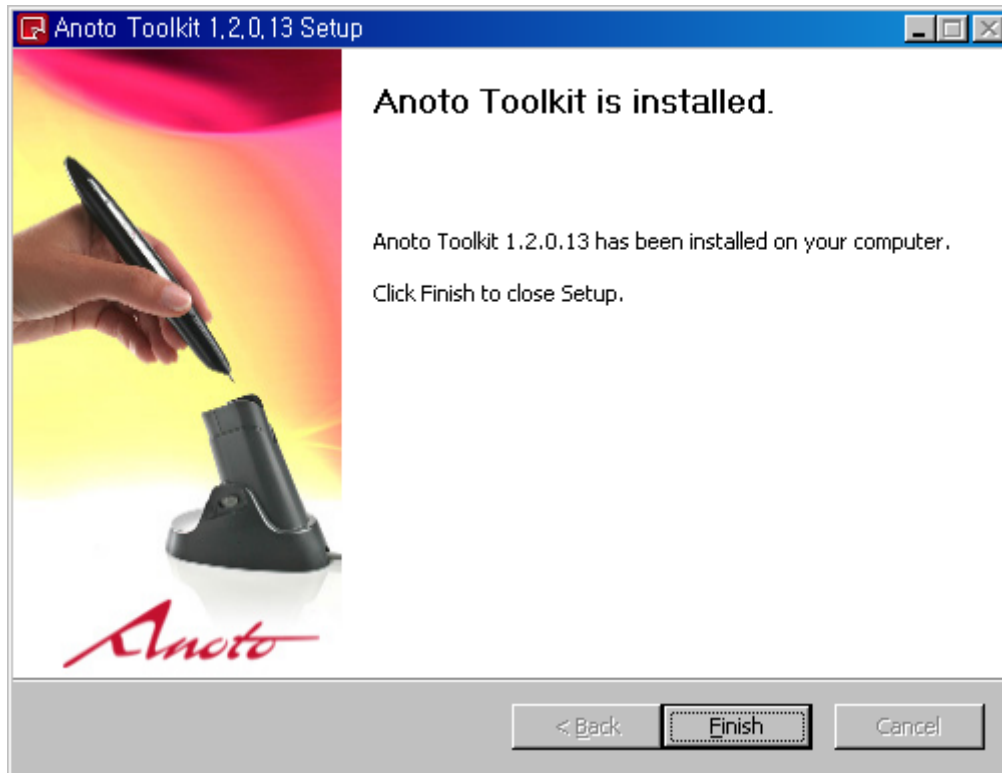 Anoto Toolkit 1,2,0,13 Setup
Anoto Toolkit is installed.
Anoto Toolkit 1.2.0.13 has been installed on your computer.
Click Finish to close Setup.
Anoto
< Back
Finish
Cancel